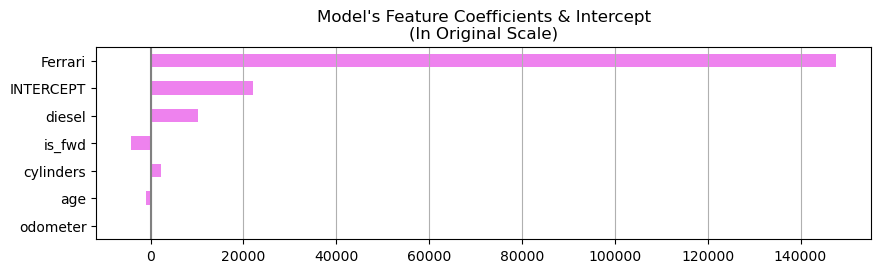 Model's Feature Coefficients & Intercept
(In Original Scale)
Ferrari
INTERCEPT
diesel
is_fwd
cylinders
age
odometer
0 20000 40000 60000 80000 100000 120000 140000